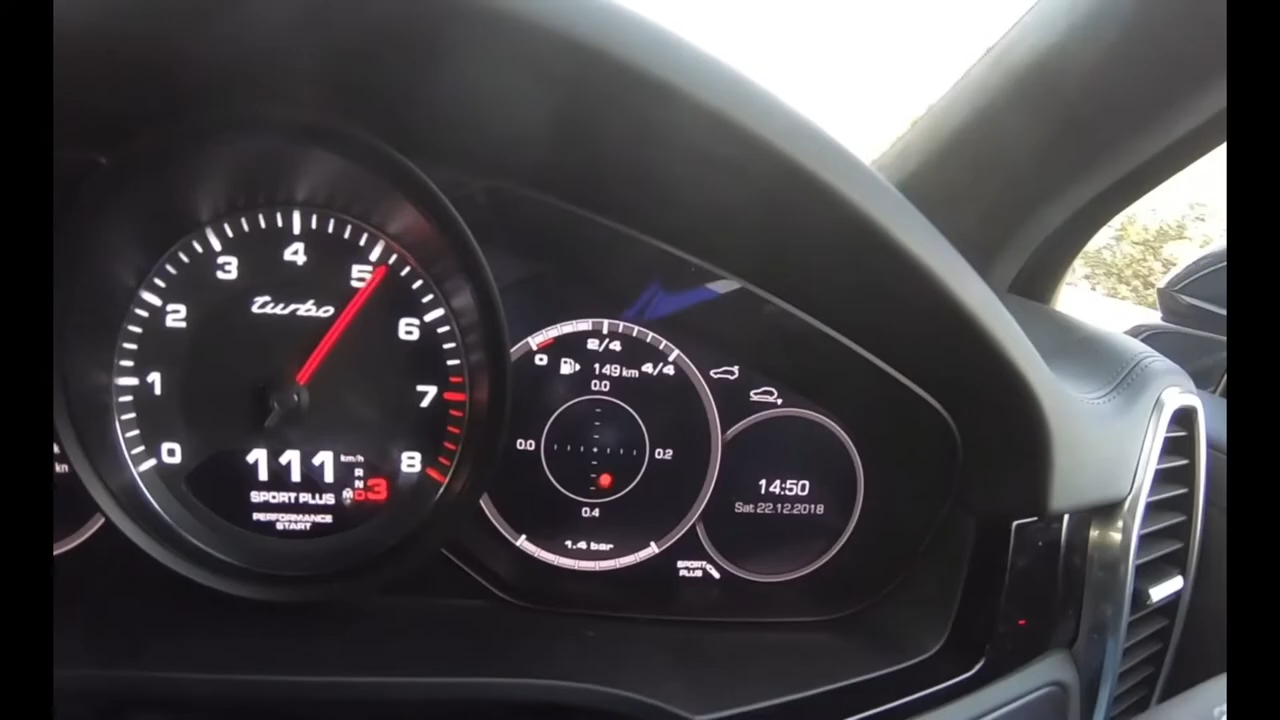 4
3
5
2
turbo
6
1
7
0
8
111 km/h
R
N
M D 3
SPORT PLUS
PERFORMANCE
START
2/4
0
149 km 4/4
0.0
0.0
0.2
0.4
1.4 bar
14:50
Sat 22.12.2018
SPORT
PLUS